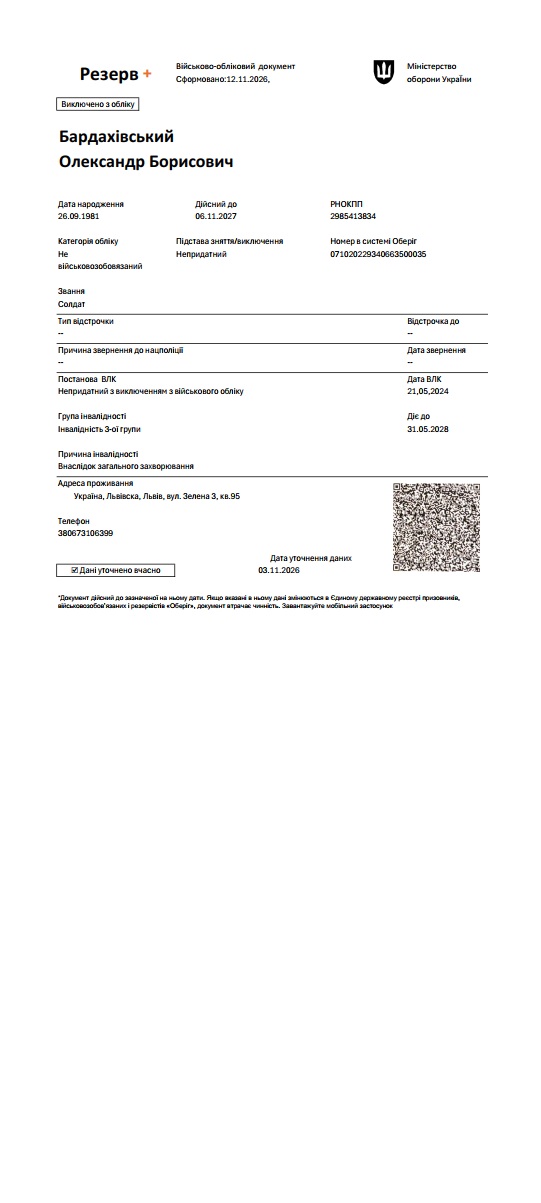 Резерв +
Військово-обліковий документ
Сформовано:12.11.2026,
Міністерство
оборони України
Виключено з обліку
Бардахівський
Олександр Борисович
Дата народження Дійсний до РНОКПП
26.09.1981 06.11.2027 2985413834
Категорія обліку Підстава зняття/виключення Номер в системі Оберіг
Не Непридатний 071020229340663500035
військовозобовязаний
Звання
Солдат
Тип відстрочки Відстрочка до
-- --
Причина звернення до нацполіції Дата звернення
-- --
Постанова ВЛК Дата ВЛК
Непридатний з виключенням з військового обліку 21,05,2024
Група інвалідності Діє до
Інвалідність 3-ої групи 31.05.2028
Причина інвалідності
Внаслідок загального захворювання
Адреса проживання
Україна, Львівска, Львів, вул. Зелена 3, кв.95
Телефон
380673106399
Дата уточнення даних
☑ Дані уточнено вчасно 03.11.2026
*Документ дійсний до зазначеної на ньому дати. Якщо вказані в ньому дані змінюються в Єдиному державному реєстрі призовників,
військовозобов'язаних і резервістів «Оберіг», документ втрачає чинність. Завантажуйте мобільний застосунок